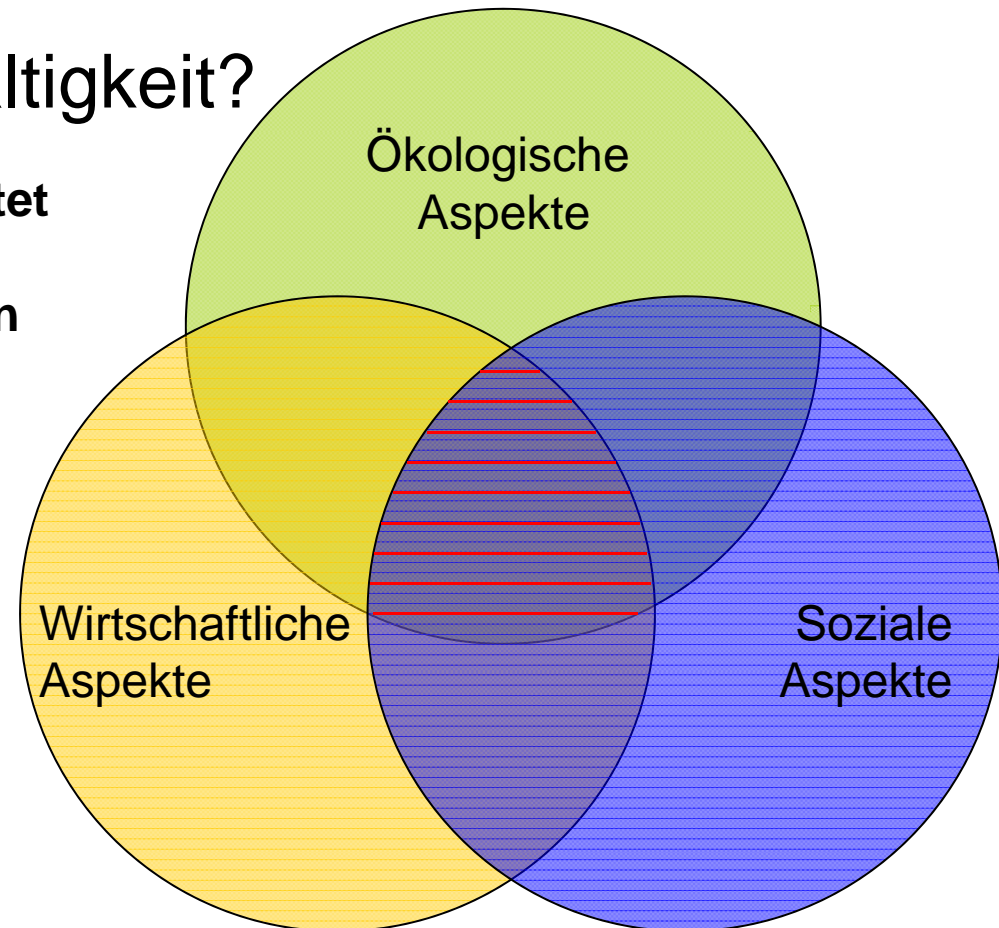 ltigkeit?
tet
n
Ökologische
Aspekte
Wirtschaftliche
Aspekte
Soziale
Aspekte